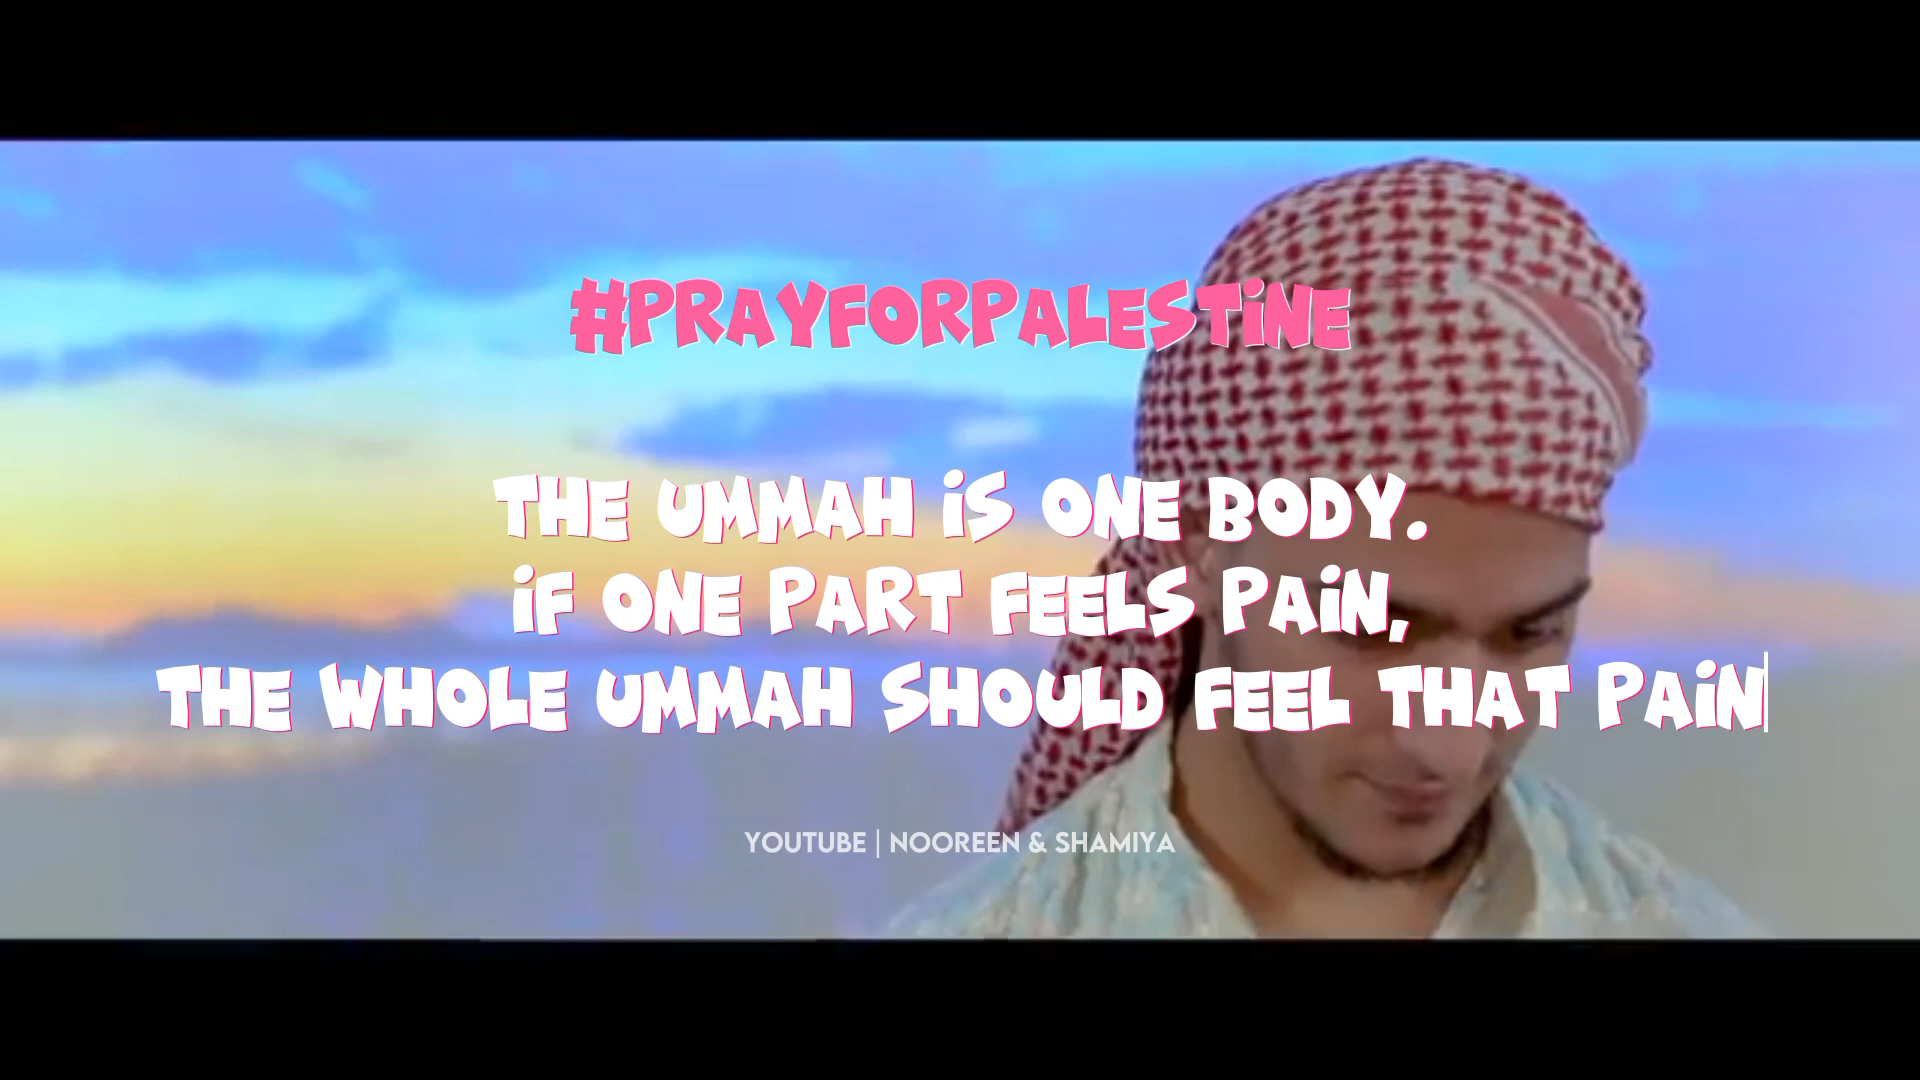 #PRAYFORPALESTiNE
THE UMMAH iS ONE BODY.
iF ONE PART FEELS PAiN,
THE WHOLE UMMAH SHOULD FEEL THAT PAiN
YOUTUBE | NOOREEN & SHAMIYA